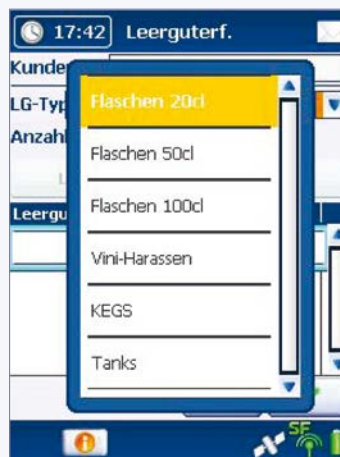 17:42 Leerguterf.
Kunde
LG-Typ
Anzahl
Flaschen 20cl
Flaschen 50cl
Flaschen 100cl
Vini-Harassen
KEGS
Tanks
Leergu
SF